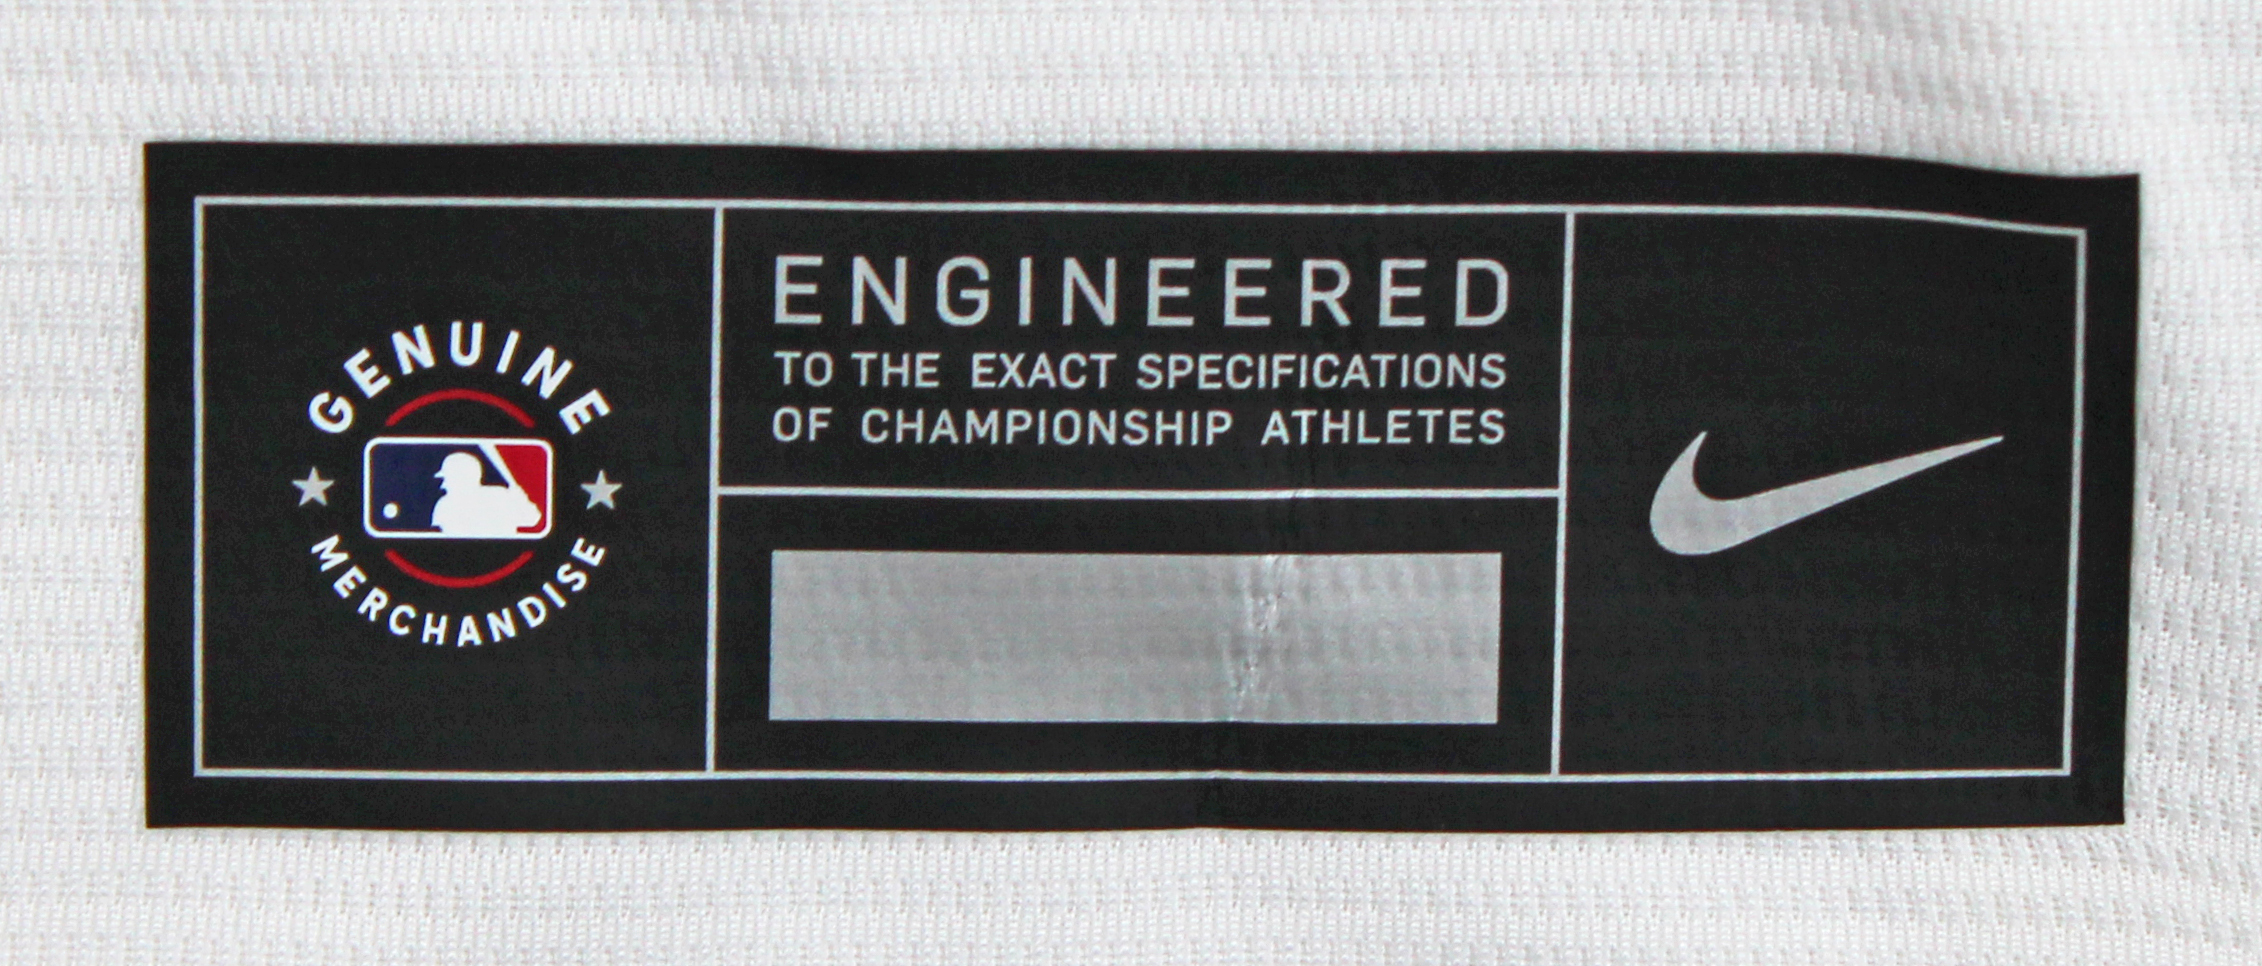 GENUINE
MERCHANDISE
ENGINEERED
TO THE EXACT SPECIFICATIONS
OF CHAMPIONSHIP ATHLETES